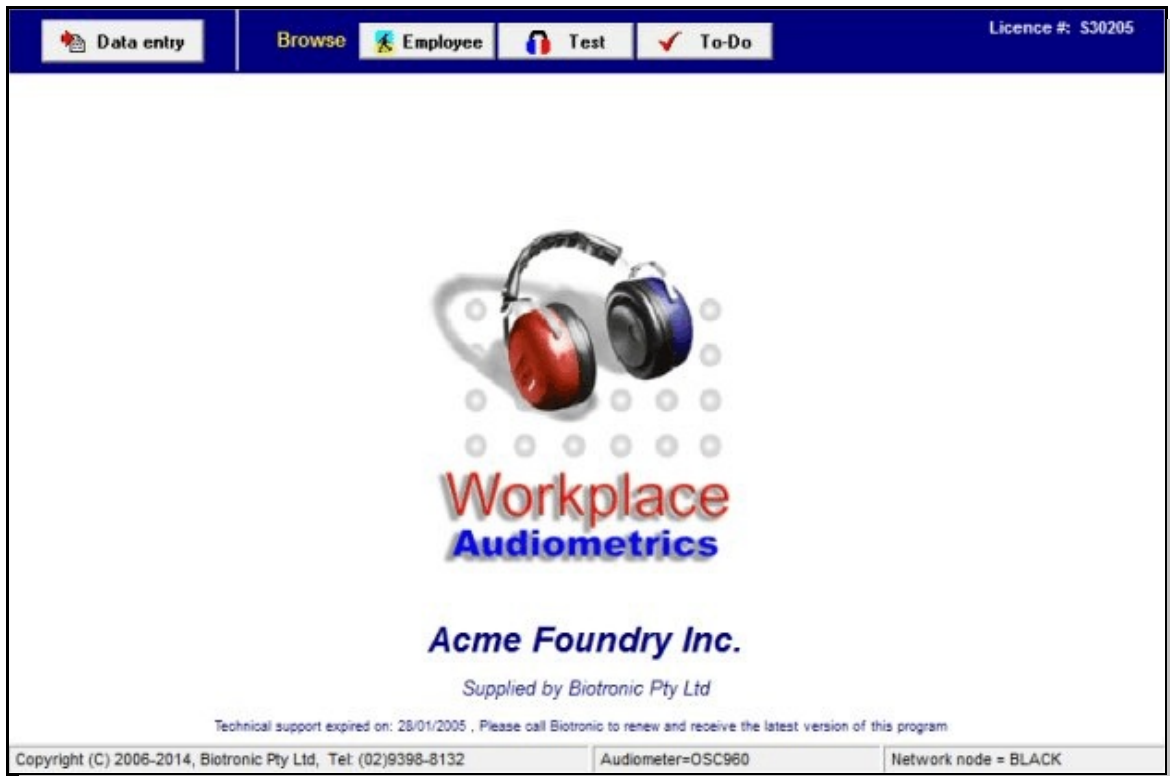 Data entry
Browse
Employee
Test
To-Do
Licence #: S30205
Workplace
Audiometrics
Acme Foundry Inc.
Supplied by Biotronic Pty Ltd
Technical support expired on: 28/01/2005 , Please call Biotronic to renew and receive the latest version of this program
Copyright (C) 2006-2014, Biotronic Pty Ltd, Tel: (02)9398-8132
Audiometer=OSC960
Network node = BLACK